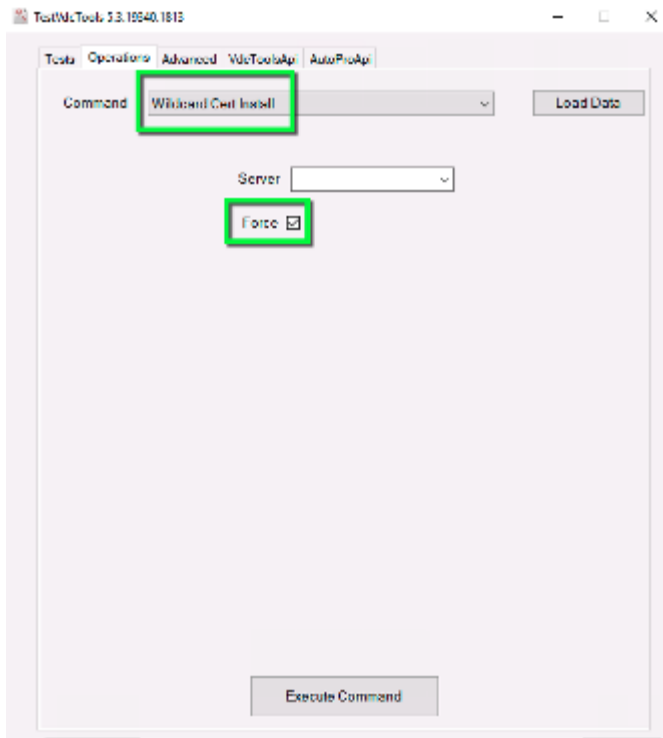 TestVdcTools 5.3.19340.1813
Tests Operations Advanced VdcToolsApi AutoProApi
Command Wildcard Cert Install Load Data
Server
Force
Execute Command